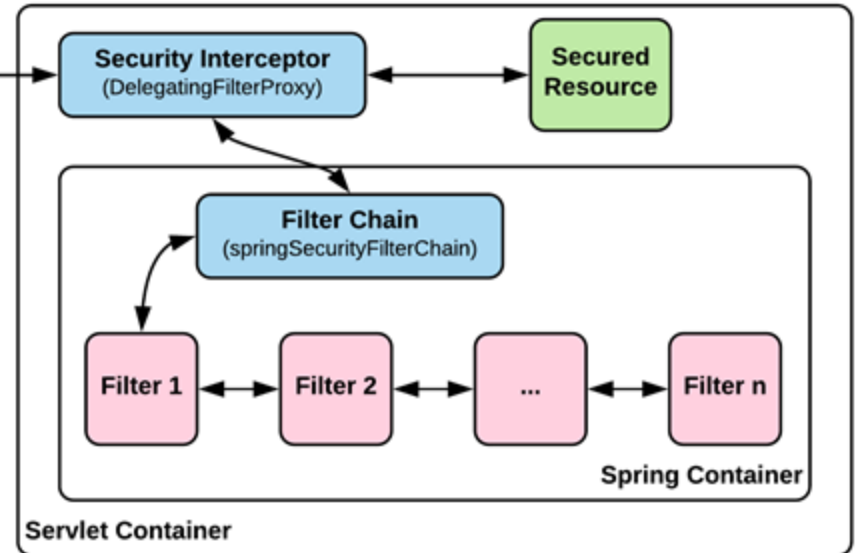 Security Interceptor
(DelegatingFilterProxy)
Secured
Resource
Filter Chain
(springSecurityFilterChain)
Filter 1
Filter 2
...
Filter n
Spring Container
Servlet Container